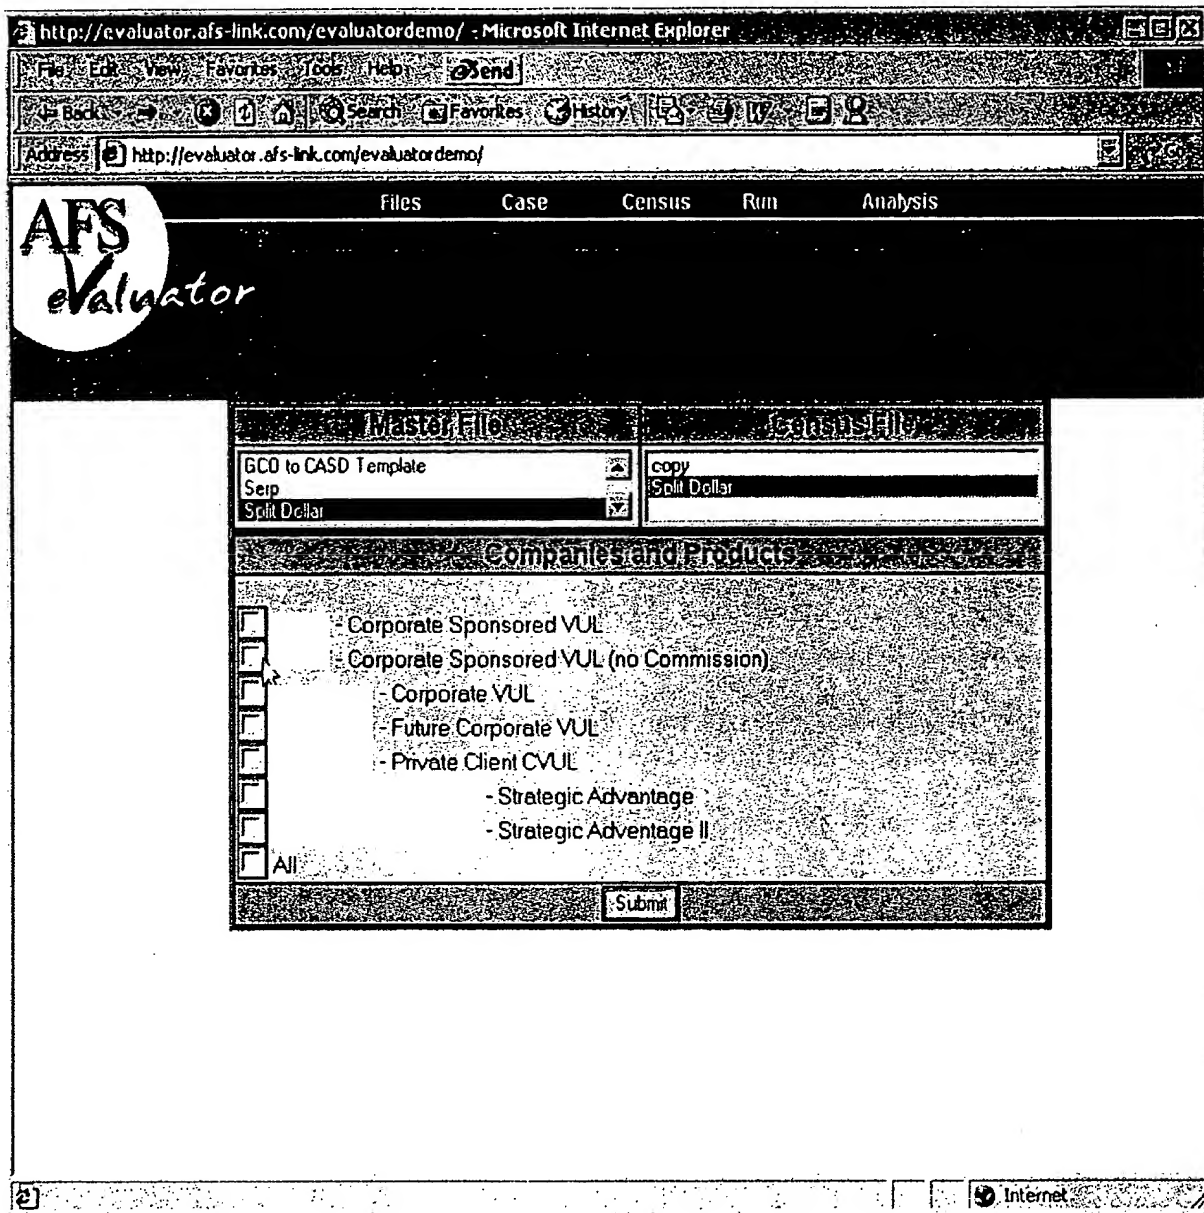 http://evaluator.afs-link.com/evaluatordemo/ - Microsoft Internet Explorer
File Edit View Favorites Tools Help Send
Back Search Favorites History
Address http://evaluator.afs-link.com/evaluatordemo/
Files Case Census Run Analysis
AFS
eValuator
Master File Census File
GCO to CASD Template copy
Serp Split Dollar
Split Dollar
Companies and Products
- Corporate Sponsored VUL
- Corporate Sponsored VUL (no Commission)
- Corporate VUL
- Future Corporate VUL
- Private Client CVUL
- Strategic Advantage
- Strategic Adventage II
All
Submit
Internet